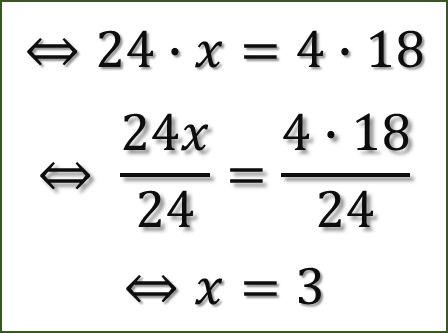 ⇔ 24 · x = 4 · 18
⇔ 24x/24 = 4 · 18/24
⇔ x = 3